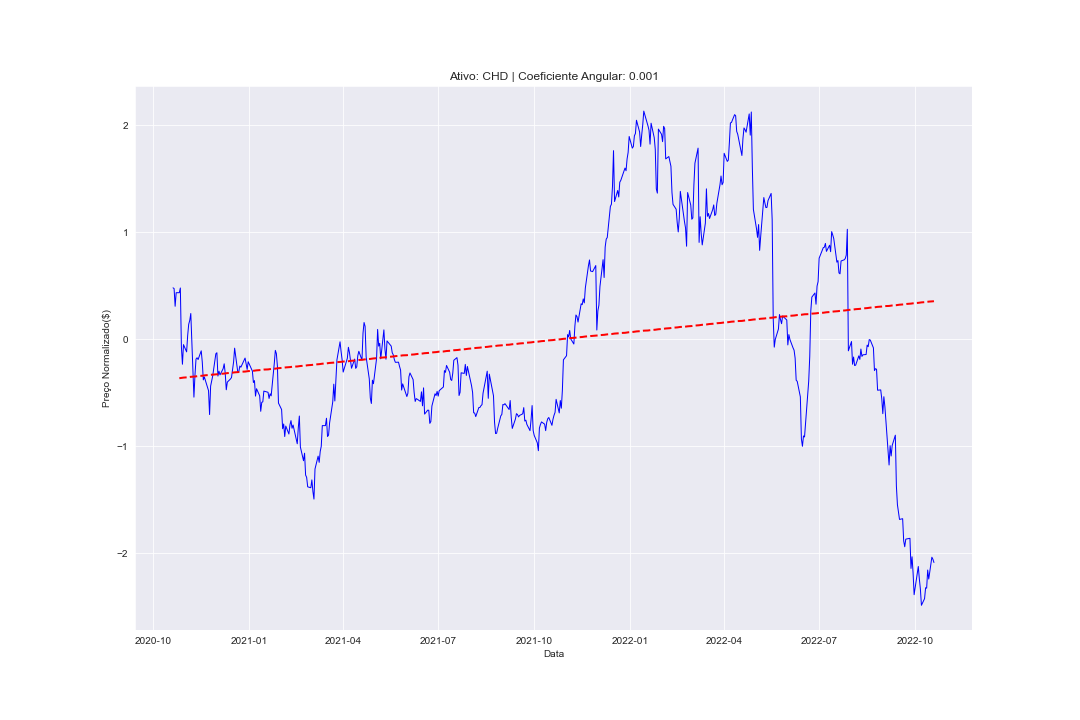 Ativo: CHD | Coeficiente Angular: 0.001
Preço Normalizado($)
2
1
0
−1
−2
2020-10 2021-01 2021-04 2021-07 2021-10 2022-01 2022-04 2022-07 2022-10
Data